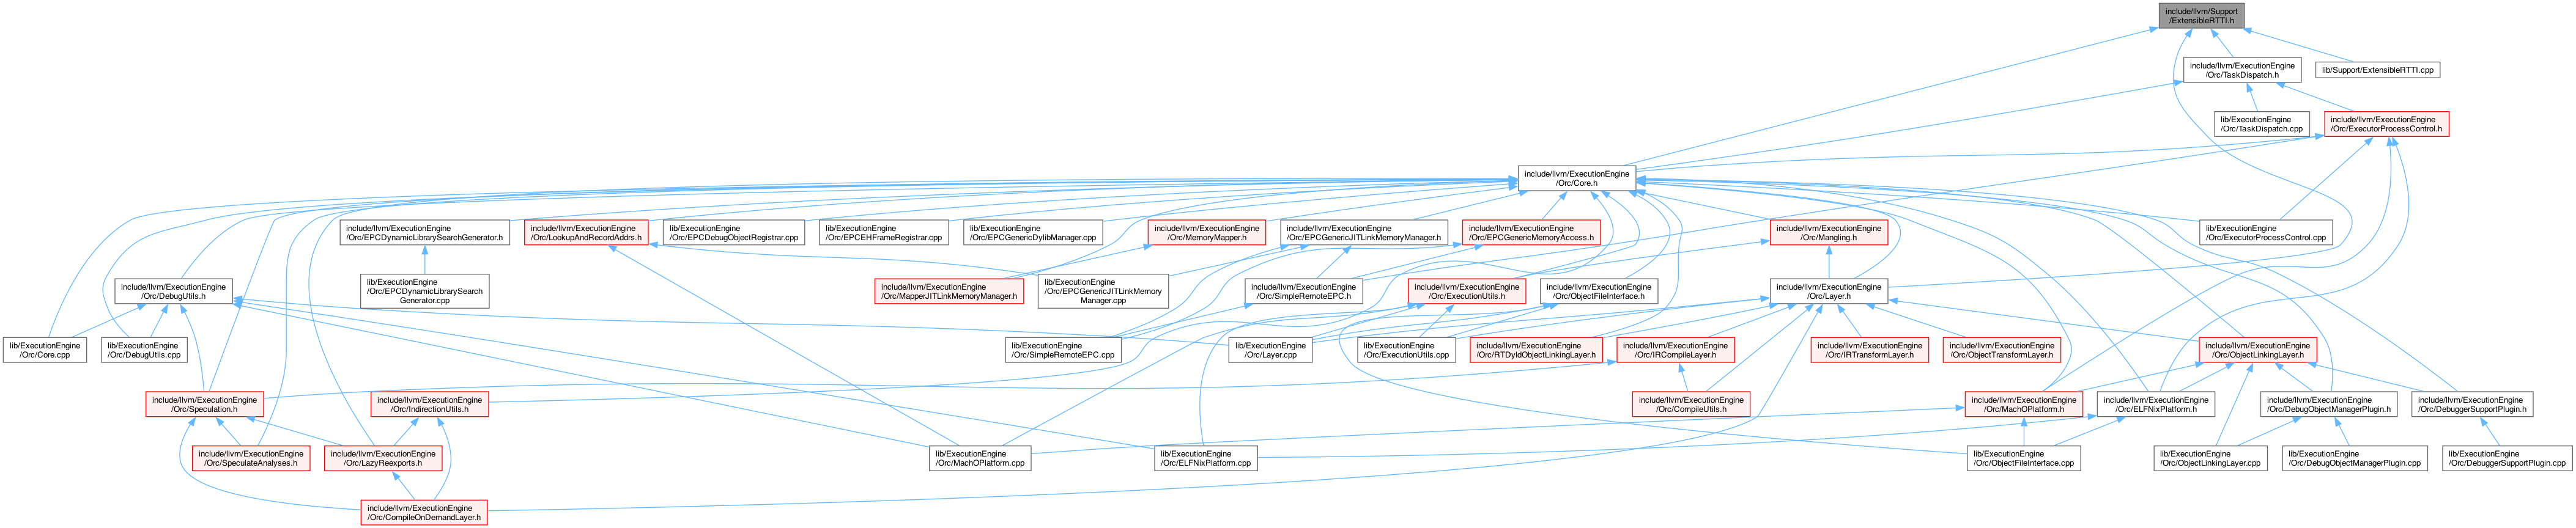 include/llvm/Support
/ExtensibleRTTI.h
include/llvm/ExecutionEngine
/Orc/TaskDispatch.h
lib/Support/ExtensibleRTTI.cpp
lib/ExecutionEngine
/Orc/TaskDispatch.cpp
include/llvm/ExecutionEngine
/Orc/ExecutorProcessControl.h
include/llvm/ExecutionEngine
/Orc/Core.h
include/llvm/ExecutionEngine
/Orc/EPCDynamicLibrarySearchGenerator.h
include/llvm/ExecutionEngine
/Orc/LookupAndRecordAddrs.h
lib/ExecutionEngine
/Orc/EPCDebugObjectRegistrar.cpp
lib/ExecutionEngine
/Orc/EPCEHFrameRegistrar.cpp
lib/ExecutionEngine
/Orc/EPCGenericDylibManager.cpp
include/llvm/ExecutionEngine
/Orc/MemoryMapper.h
include/llvm/ExecutionEngine
/Orc/EPCGenericJITLinkMemoryManager.h
include/llvm/ExecutionEngine
/Orc/EPCGenericMemoryAccess.h
include/llvm/ExecutionEngine
/Orc/Mangling.h
lib/ExecutionEngine
/Orc/ExecutorProcessControl.cpp
include/llvm/ExecutionEngine
/Orc/DebugUtils.h
lib/ExecutionEngine
/Orc/EPCDynamicLibrarySearch
Generator.cpp
include/llvm/ExecutionEngine
/Orc/MapperJITLinkMemoryManager.h
lib/ExecutionEngine
/Orc/EPCGenericJITLinkMemory
Manager.cpp
include/llvm/ExecutionEngine
/Orc/SimpleRemoteEPC.h
include/llvm/ExecutionEngine
/Orc/ExecutionUtils.h
include/llvm/ExecutionEngine
/Orc/ObjectFileInterface.h
include/llvm/ExecutionEngine
/Orc/Layer.h
lib/ExecutionEngine
/Orc/Core.cpp
lib/ExecutionEngine
/Orc/DebugUtils.cpp
lib/ExecutionEngine
/Orc/SimpleRemoteEPC.cpp
lib/ExecutionEngine
/Orc/Layer.cpp
lib/ExecutionEngine
/Orc/ExecutionUtils.cpp
include/llvm/ExecutionEngine
/Orc/RTDyldObjectLinkingLayer.h
include/llvm/ExecutionEngine
/Orc/IRCompileLayer.h
include/llvm/ExecutionEngine
/Orc/IRTransformLayer.h
include/llvm/ExecutionEngine
/Orc/ObjectTransformLayer.h
include/llvm/ExecutionEngine
/Orc/ObjectLinkingLayer.h
include/llvm/ExecutionEngine
/Orc/Speculation.h
include/llvm/ExecutionEngine
/Orc/IndirectionUtils.h
include/llvm/ExecutionEngine
/Orc/CompileUtils.h
include/llvm/ExecutionEngine
/Orc/MachOPlatform.h
include/llvm/ExecutionEngine
/Orc/ELFNixPlatform.h
include/llvm/ExecutionEngine
/Orc/DebugObjectManagerPlugin.h
include/llvm/ExecutionEngine
/Orc/DebuggerSupportPlugin.h
include/llvm/ExecutionEngine
/Orc/SpeculateAnalyses.h
include/llvm/ExecutionEngine
/Orc/LazyReexports.h
lib/ExecutionEngine
/Orc/MachOPlatform.cpp
lib/ExecutionEngine
/Orc/ELFNixPlatform.cpp
lib/ExecutionEngine
/Orc/ObjectFileInterface.cpp
lib/ExecutionEngine
/Orc/ObjectLinkingLayer.cpp
lib/ExecutionEngine
/Orc/DebugObjectManagerPlugin.cpp
lib/ExecutionEngine
/Orc/DebuggerSupportPlugin.cpp
include/llvm/ExecutionEngine
/Orc/CompileOnDemandLayer.h